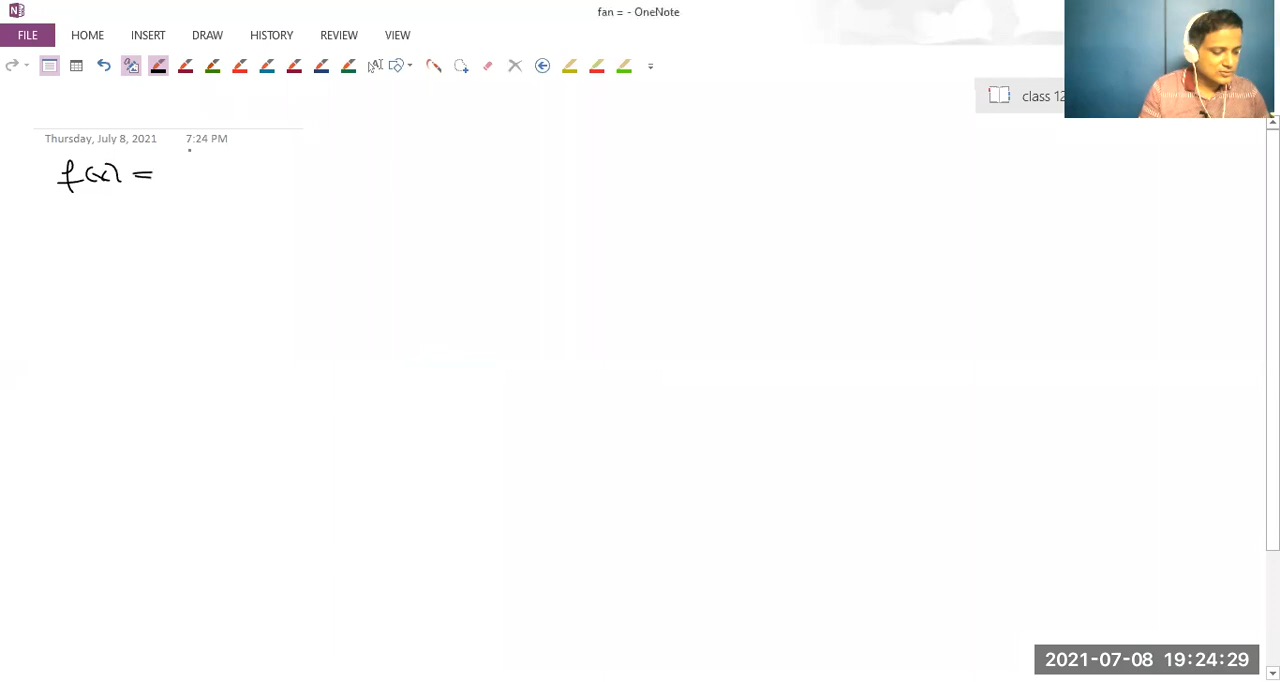 fan = - OneNote
FILE HOME INSERT DRAW HISTORY REVIEW VIEW
class 12
Thursday, July 8, 2021 7:24 PM
f(x) =
2021-07-08 19:24:29